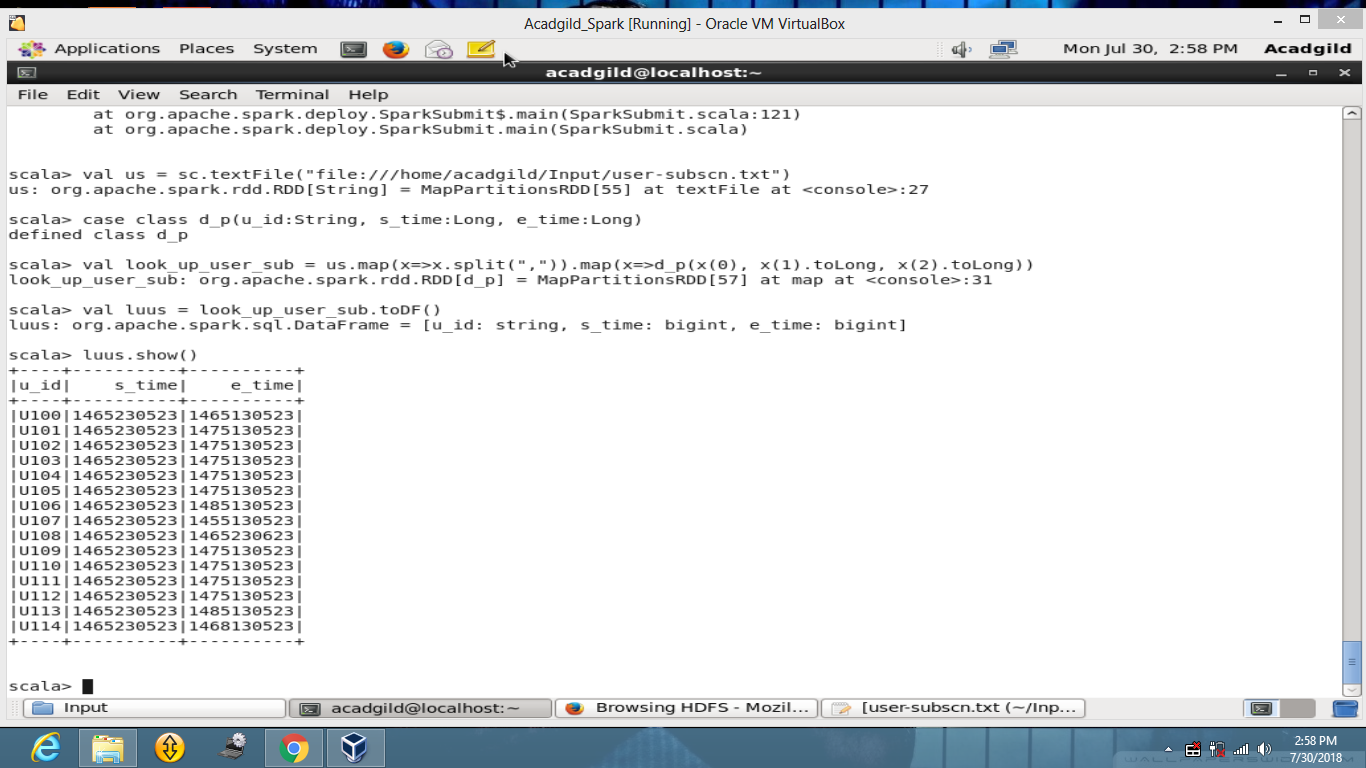 Acadgild_Spark [Running] - Oracle VM VirtualBox
Applications Places System Mon Jul 30, 2:58 PM Acadgild
acadgild@localhost:~
File Edit View Search Terminal Help
at org.apache.spark.deploy.SparkSubmit$.main(SparkSubmit.scala:121)
at org.apache.spark.deploy.SparkSubmit.main(SparkSubmit.scala)
scala> val us = sc.textFile("file:///home/acadgild/Input/user-subscn.txt")
us: org.apache.spark.rdd.RDD[String] = MapPartitionsRDD[55] at textFile at <console>:27
scala> case class d_p(u_id:String, s_time:Long, e_time:Long)
defined class d_p
scala> val look_up_user_sub = us.map(x=>x.split(",")).map(x=>d_p(x(0), x(1).toLong, x(2).toLong))
look_up_user_sub: org.apache.spark.rdd.RDD[d_p] = MapPartitionsRDD[57] at map at <console>:31
scala> val luus = look_up_user_sub.toDF()
luus: org.apache.spark.sql.DataFrame = [u_id: string, s_time: bigint, e_time: bigint]
scala> luus.show()
+----+----------+----------+
|u_id|    s_time|    e_time|
+----+----------+----------+
|U100|1465230523|1465130523|
|U101|1465230523|1475130523|
|U102|1465230523|1475130523|
|U103|1465230523|1475130523|
|U104|1465230523|1475130523|
|U105|1465230523|1475130523|
|U106|1465230523|1485130523|
|U107|1465230523|1455130523|
|U108|1465230523|1465230623|
|U109|1465230523|1475130523|
|U110|1465230523|1475130523|
|U111|1465230523|1475130523|
|U112|1465230523|1475130523|
|U113|1465230523|1485130523|
|U114|1465230523|1468130523|
+----+----------+----------+
scala>
Input acadgild@localhost:~ Browsing HDFS - Mozil... [user-subscn.txt (~/Inp...
2:58 PM
7/30/2018